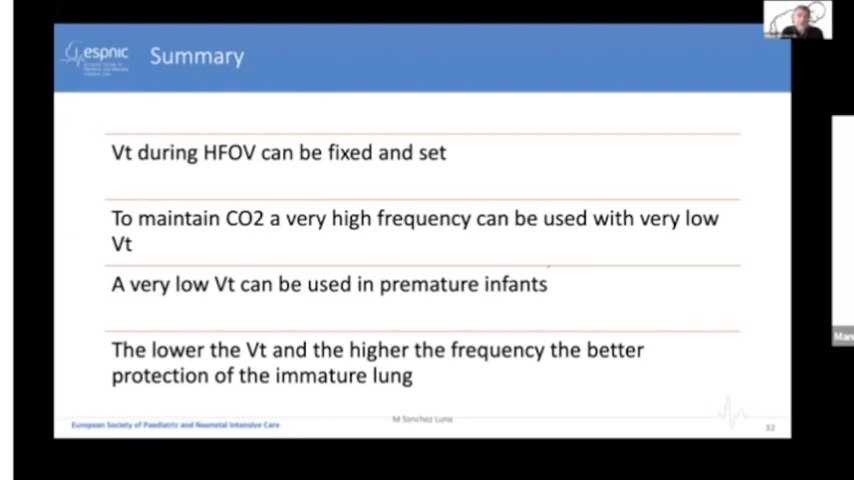 espnic
Summary
Vt during HFOV can be fixed and set
To maintain CO2 a very high frequency can be used with very low
Vt
A very low Vt can be used in premature infants
The lower the Vt and the higher the frequency the better
protection of the immature lung
M Sanchez Luna
European Society of Paediatric and Neonatal Intensive Care
32